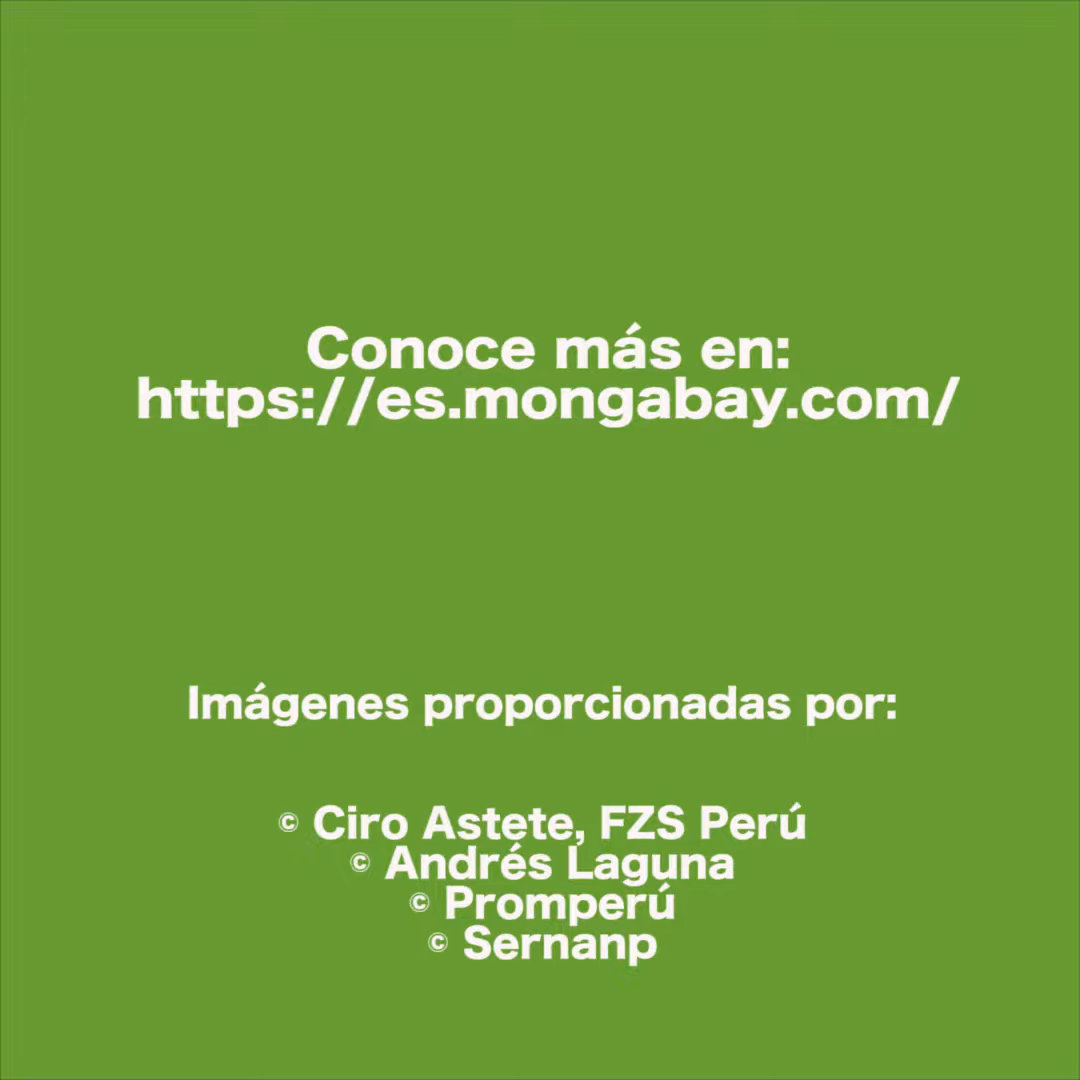 Conoce más en:
https://es.mongabay.com/
Imágenes proporcionadas por:
© Ciro Astete, FZS Perú
© Andrés Laguna
© Promperú
© Sernanp